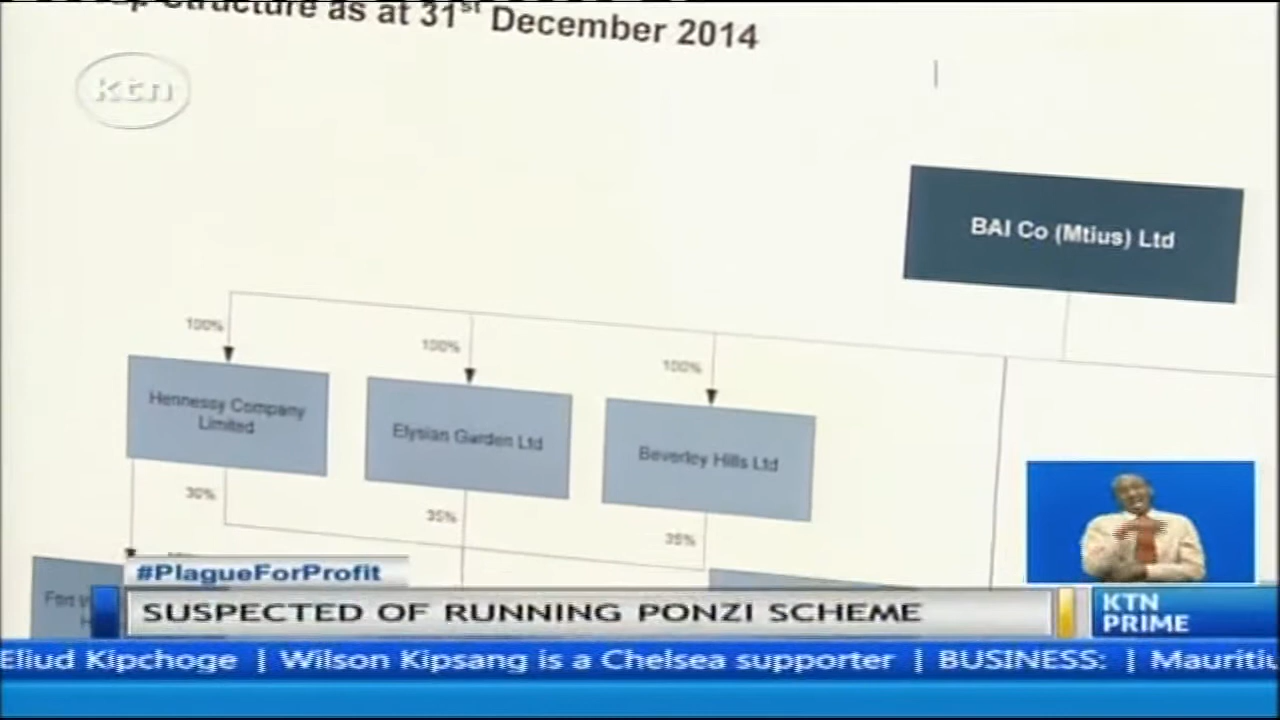 Structure as at 31st December 2014
ktn
BAI Co (Mtius) Ltd
100%
100%
100%
Hennessy Company
Limited
Elysian Garden Ltd
Beverley Hills Ltd
30%
35%
35%
#PlagueForProfit
SUSPECTED OF RUNNING PONZI SCHEME
KTN
PRIME
Eliud Kipchoge | Wilson Kipsang is a Chelsea supporter | BUSINESS: | Mauritiu